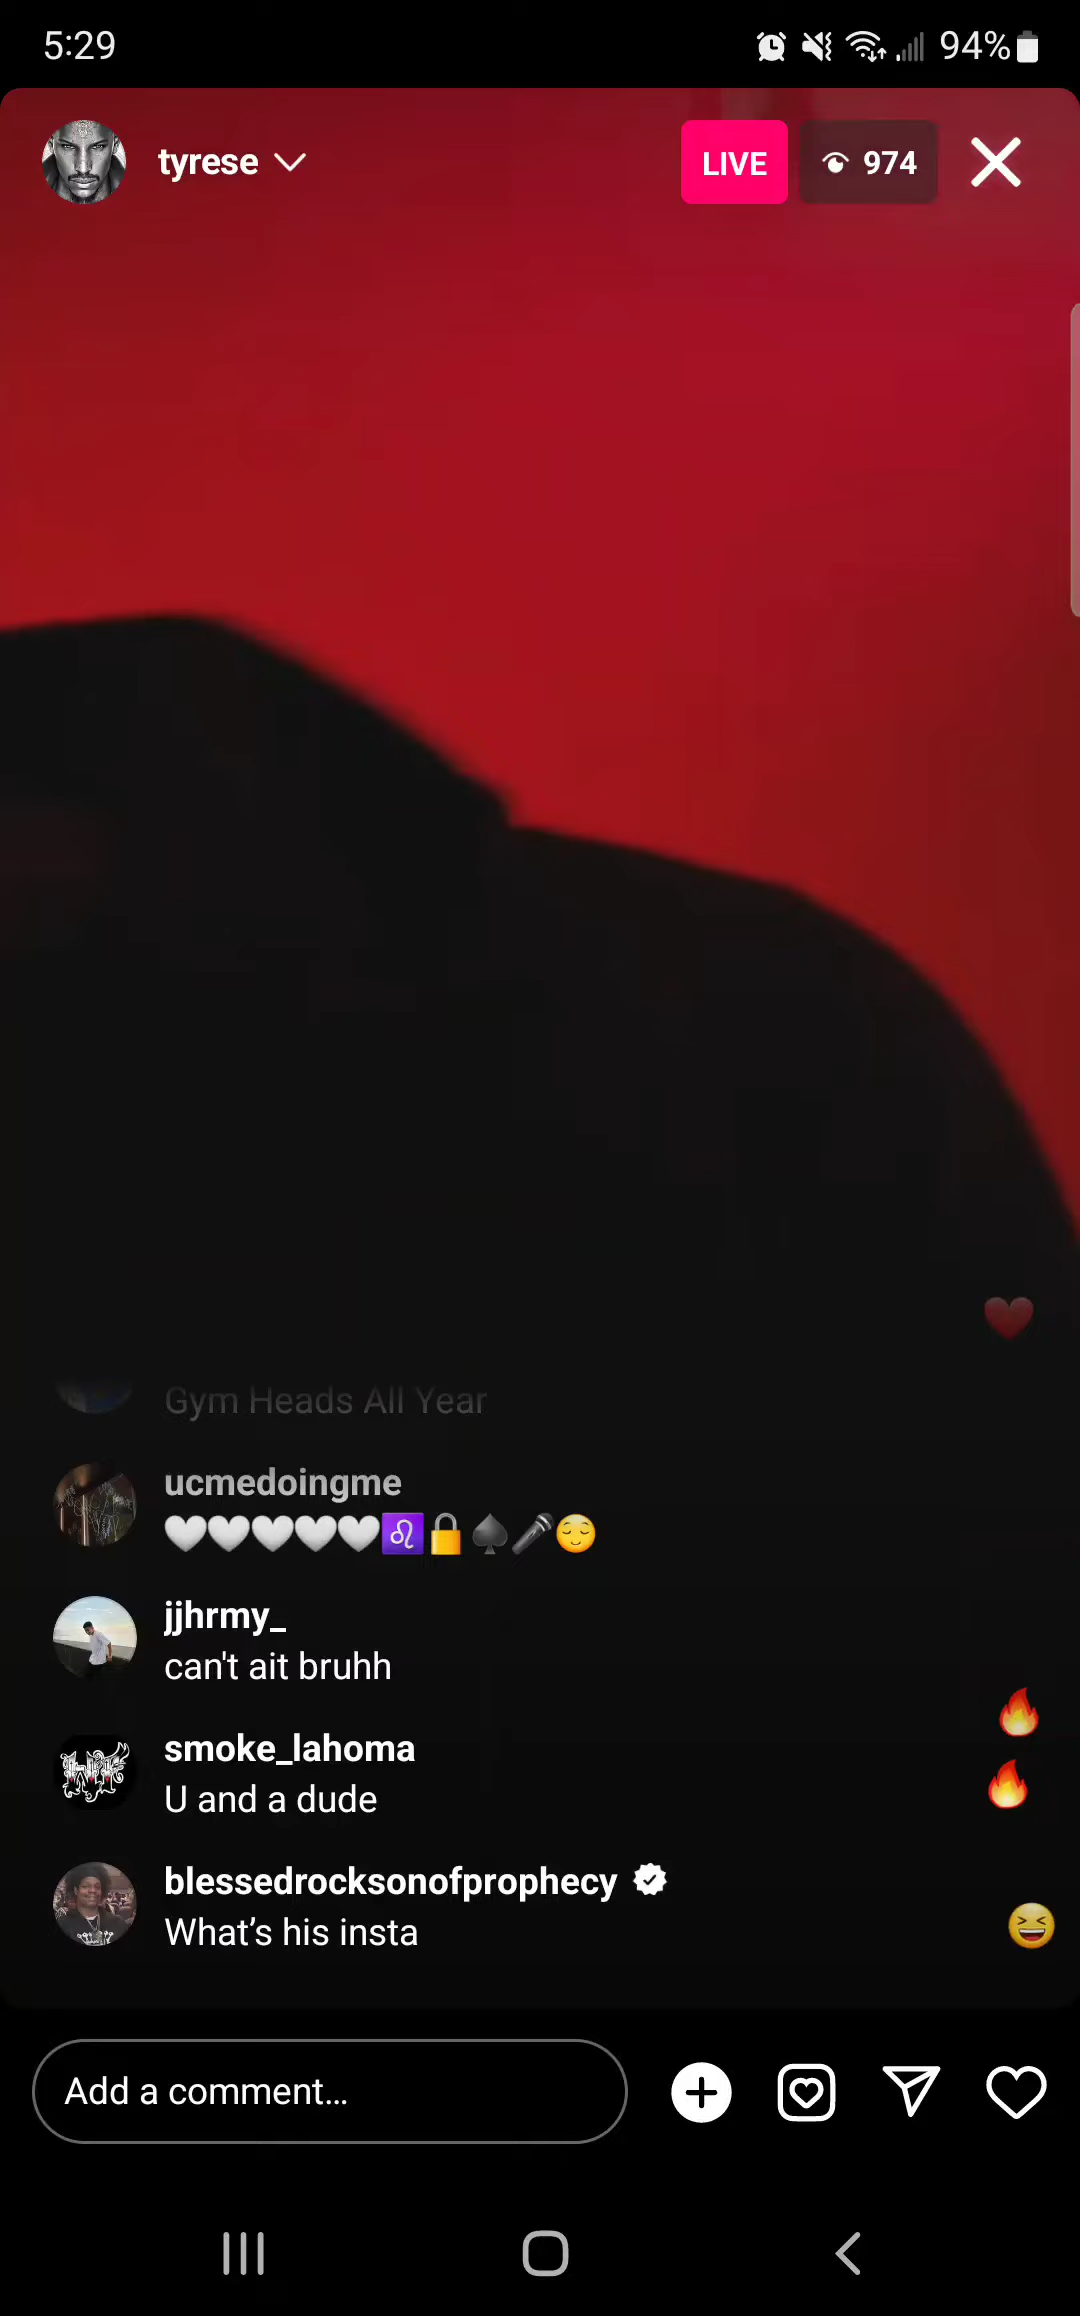 5:29
94%
tyrese
LIVE
974
Gym Heads All Year
ucmedoingme
🤍🤍🤍🤍🤍♌🔒♠️🎤😌
jjhrmy_
can't ait bruhh
smoke_lahoma
U and a dude
blessedrocksonofprophecy
What’s his insta
Add a comment...